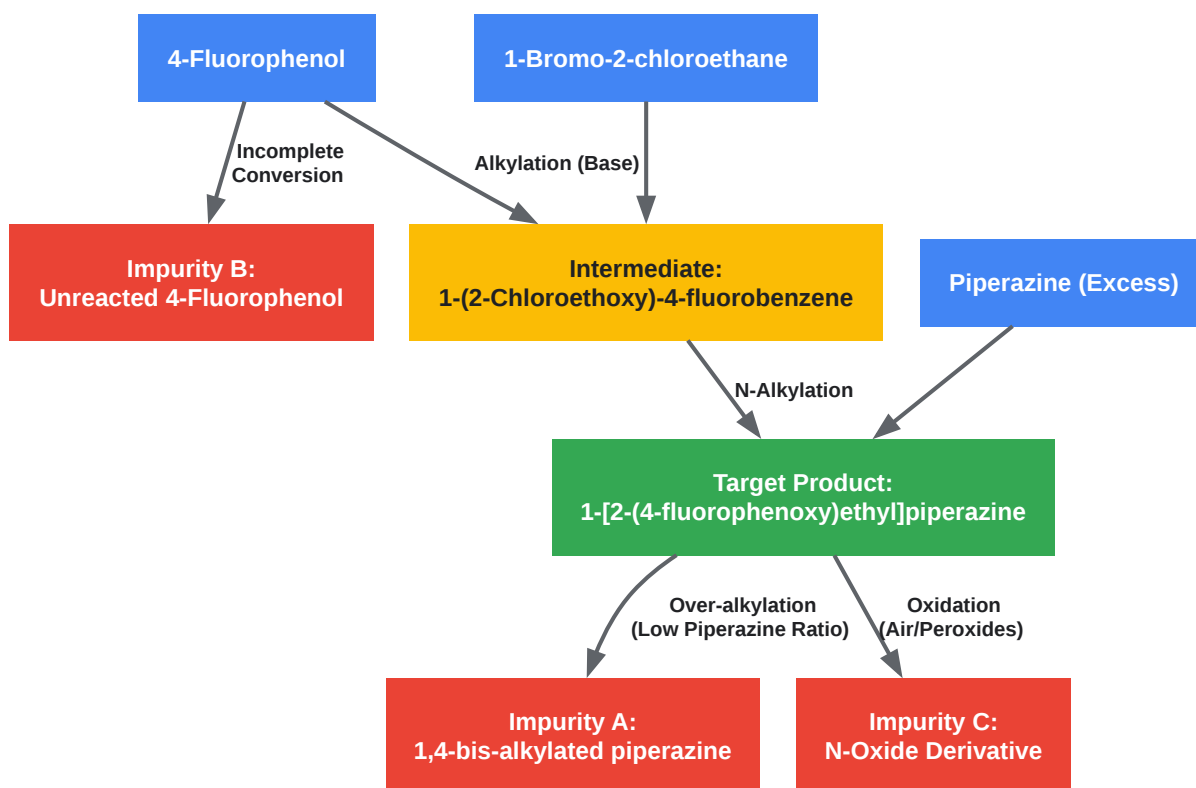 4-Fluorophenol
1-Bromo-2-chloroethane
Incomplete
Conversion
Alkylation (Base)
Impurity B:
Unreacted 4-Fluorophenol
Intermediate:
1-(2-Chloroethoxy)-4-fluorobenzene
Piperazine (Excess)
N-Alkylation
Target Product:
1-[2-(4-fluorophenoxy)ethyl]piperazine
Over-alkylation
(Low Piperazine Ratio)
Oxidation
(Air/Peroxides)
Impurity A:
1,4-bis-alkylated piperazine
Impurity C:
N-Oxide Derivative